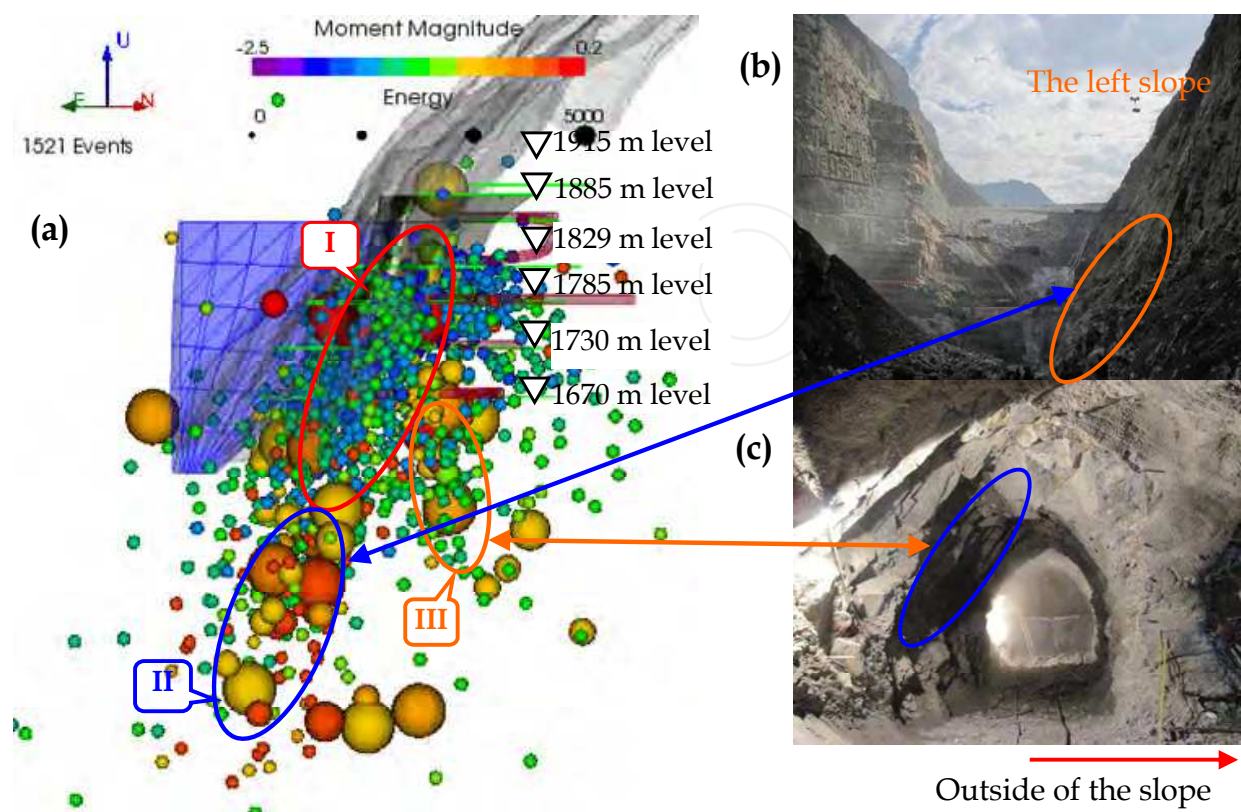 U
E
N
1521 Events
Moment Magnitude
-2.5
0.2
Energy
0
5000
(a)
1915 m level
1885 m level
1829 m level
1785 m level
1730 m level
1670 m level
I
II
III
(b)
The left slope
(c)
Outside of the slope